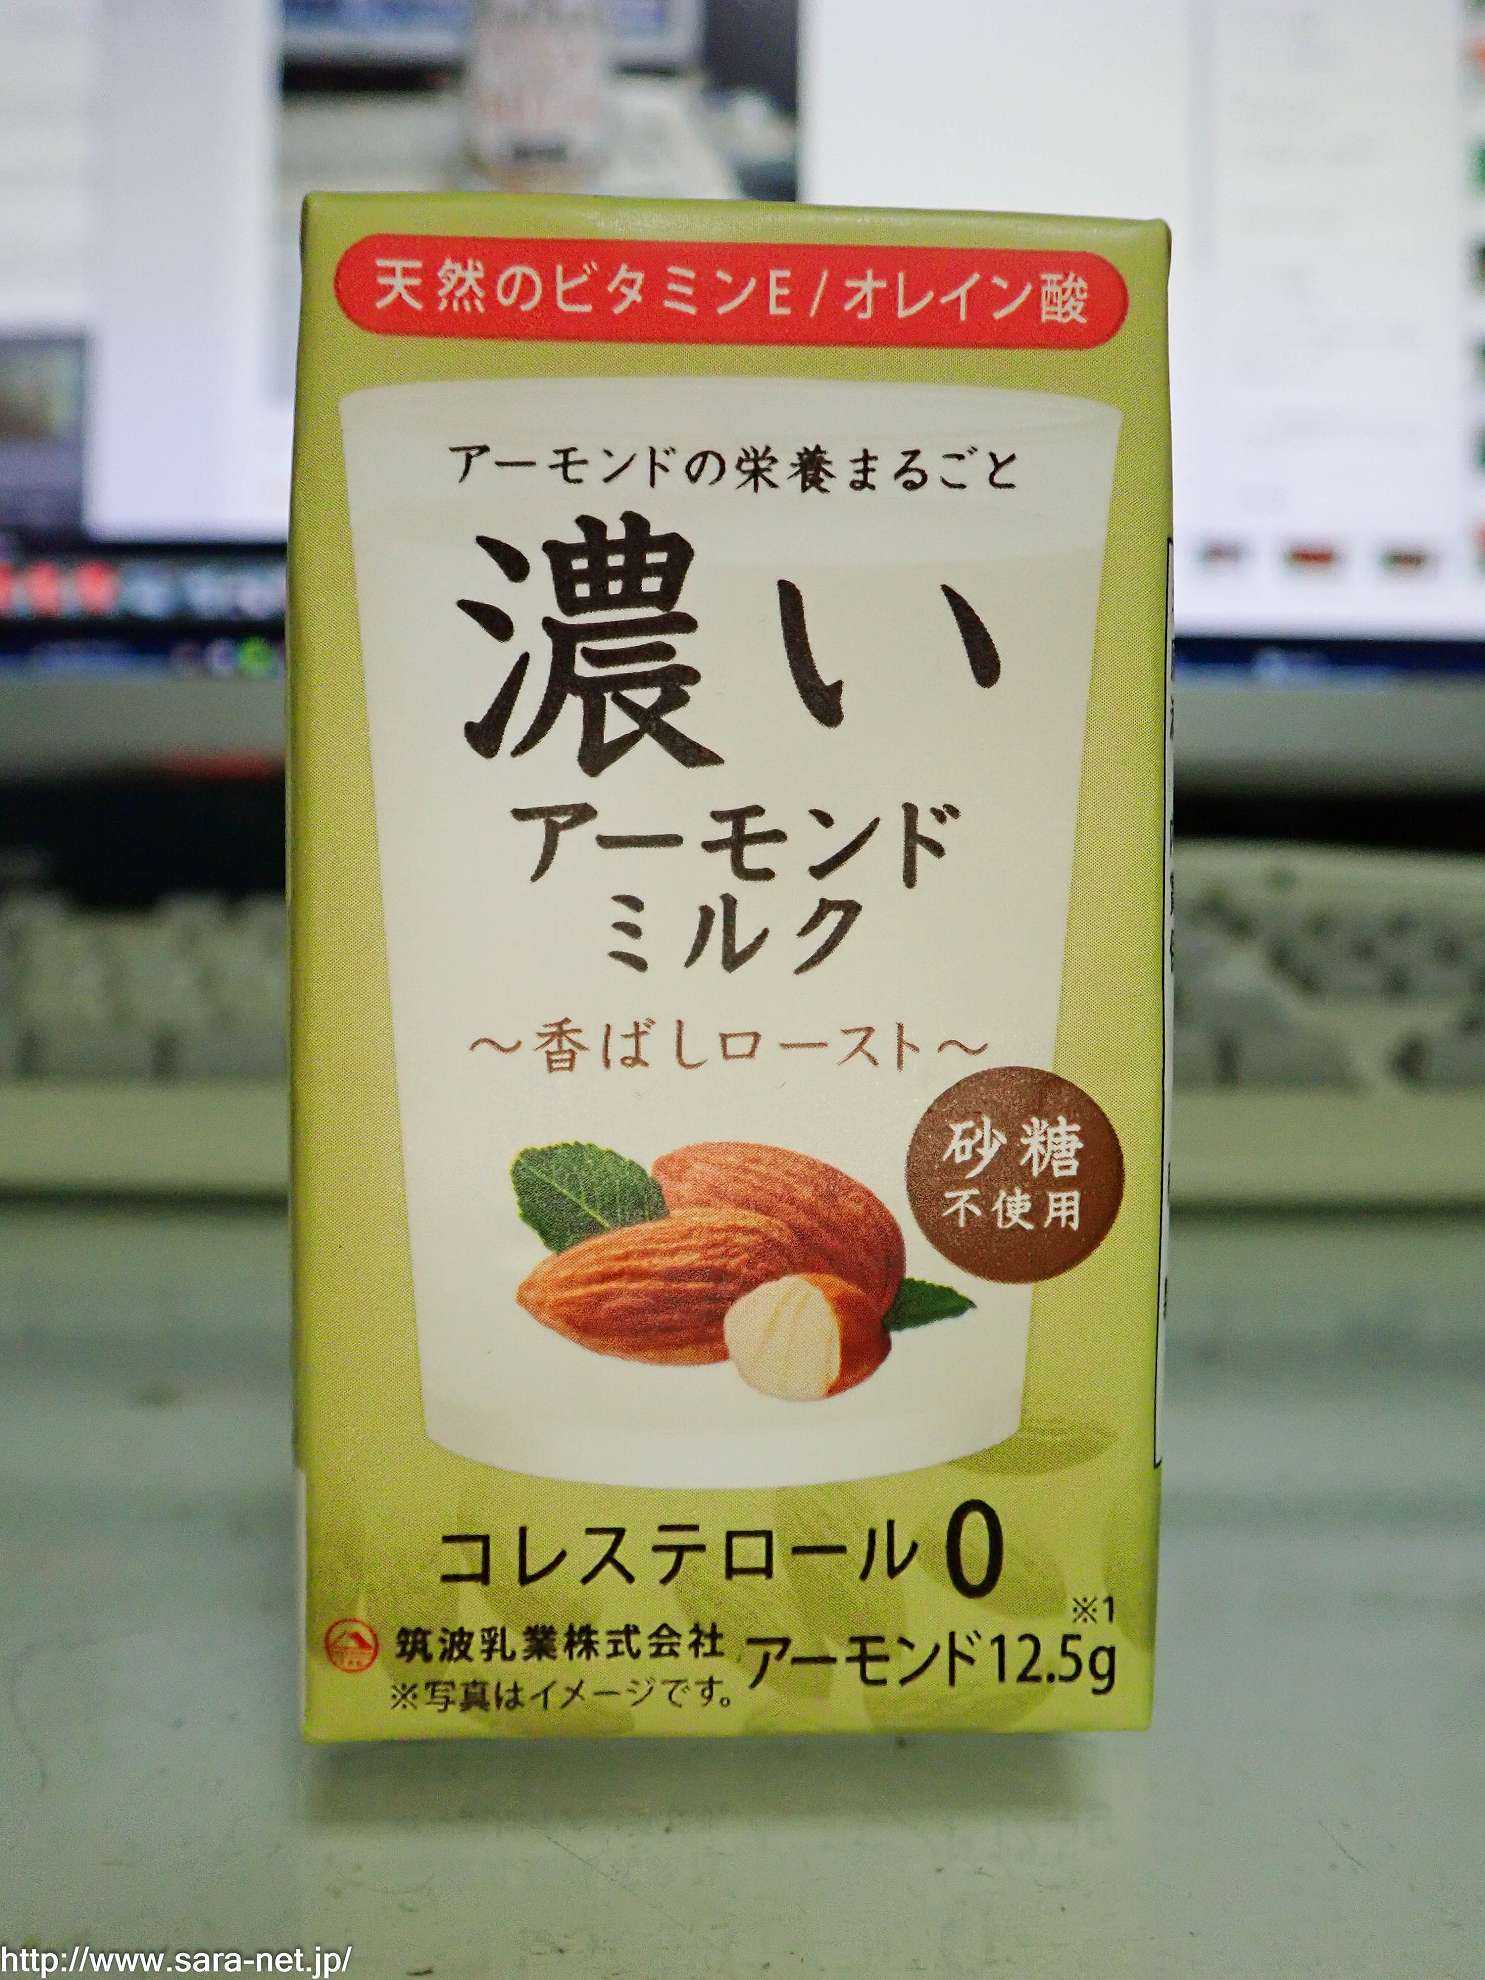 天然のビタミンE/オレイン酸
アーモンドの栄養まるごと
濃い
アーモンド
ミルク
～香ばしロースト～
砂糖
不使用
コレステロール0
※1
アーモンド12.5g
筑波乳業株式会社
※写真はイメージです。
http://www.sara-net.jp/